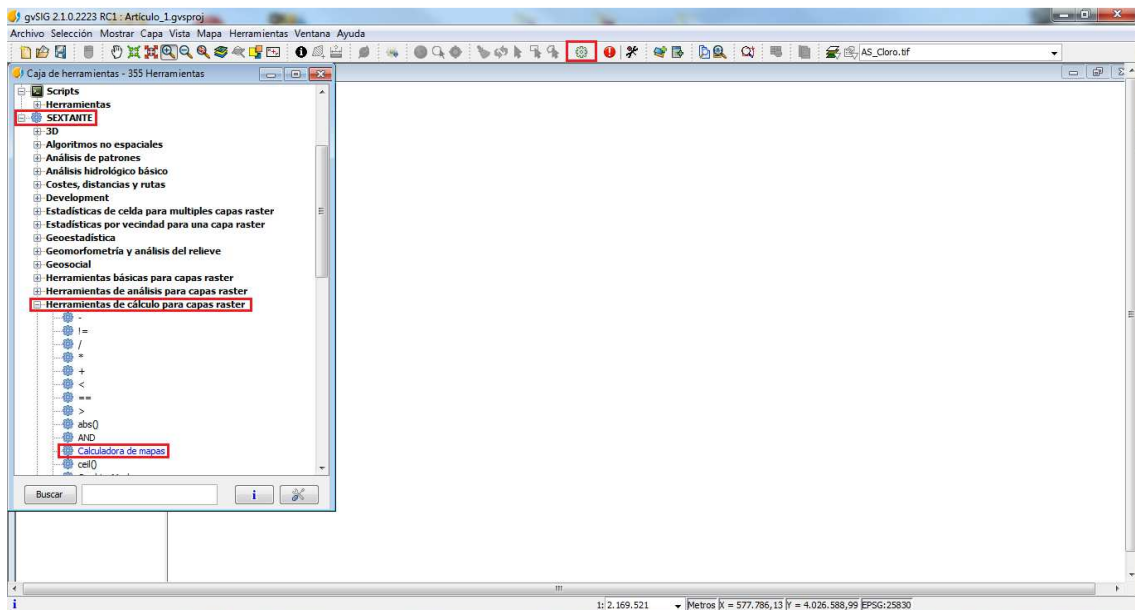 gvSIG 2.1.0.2223 RC1 : Artículo_1.gvsproj
Archivo Selección Mostrar Capa Vista Mapa Herramientas Ventana Ayuda
AS_Cloro.tif
Caja de herramientas - 355 Herramientas
Scripts
Herramientas
SEXTANTE
3D
Algoritmos no espaciales
Análisis de patrones
Análisis hidrológico básico
Costes, distancias y rutas
Development
Estadísticas de celda para multiples capas raster
Estadísticas por vecindad para una capa raster
Geoestadística
Geomorfometría y análisis del relieve
Geosocial
Herramientas básicas para capas raster
Herramientas de análisis para capas raster
Herramientas de cálculo para capas raster
-
!=
/
*
+
<
==
>
abs()
AND
Calculadora de mapas
ceil()
Buscar
1: 2.169.521 Metros X = 577.786,13 Y = 4.026.588,99 EPSG:25830